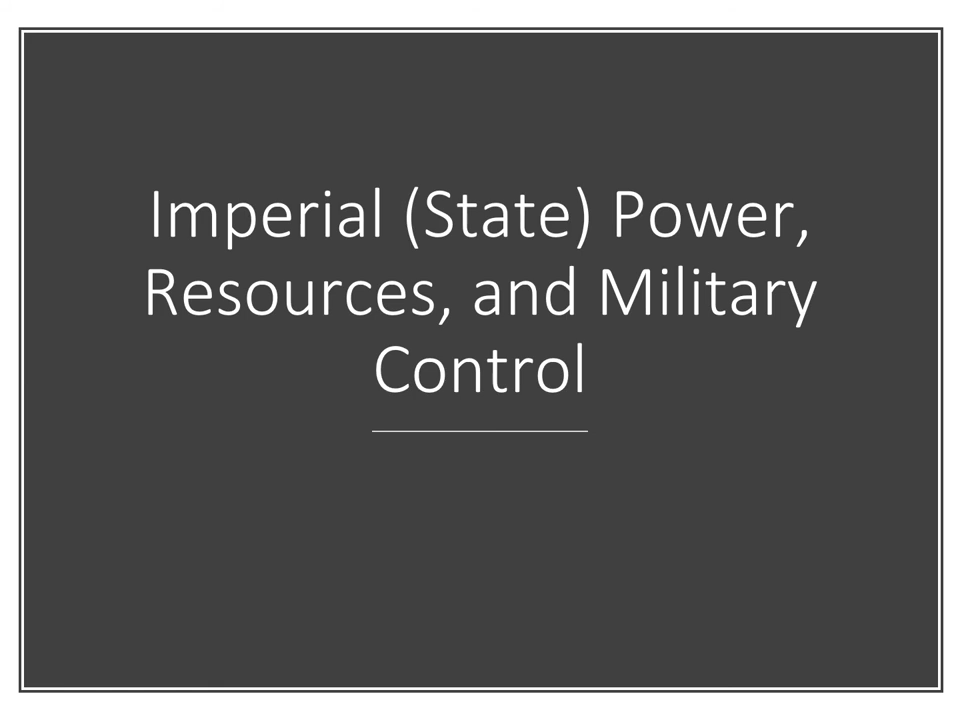 Imperial (State) Power,
Resources, and Military
Control